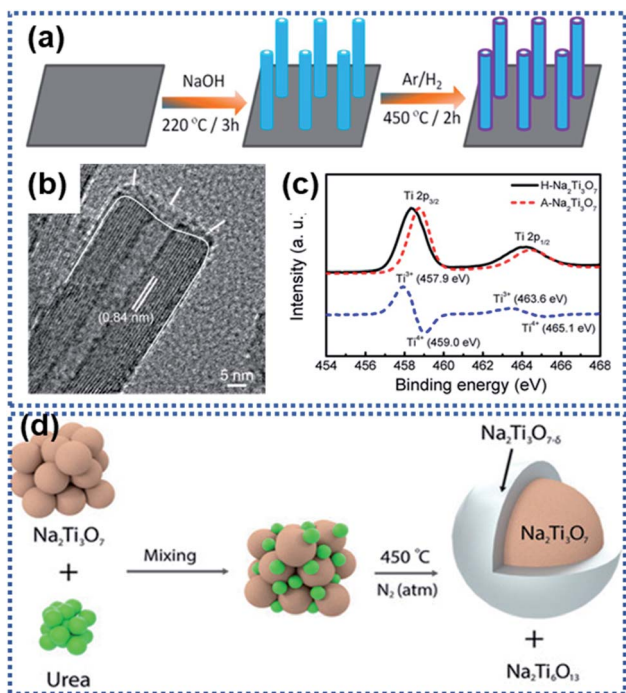 (a)
NaOH
220 °C / 3h
Ar/H₂
450 °C / 2h
(b)
(0.84 nm)
5 nm
(c)
Intensity (a. u.)
H-Na₂Ti₃O₇
A-Na₂Ti₃O₇
Ti 2p₃/₂
Ti 2p₁/₂
Ti³⁺ (457.9 eV)
Ti³⁺ (463.6 eV)
Ti⁴⁺ (459.0 eV)
Ti⁴⁺ (465.1 eV)
454 456 458 460 462 464 466 468
Binding energy (eV)
(d)
Na₂Ti₃O₇
+
Urea
Mixing
450 °C
N₂ (atm)
Na₂Ti₃O₇₋δ
Na₂Ti₃O₇
+
Na₂Ti₆O₁₃